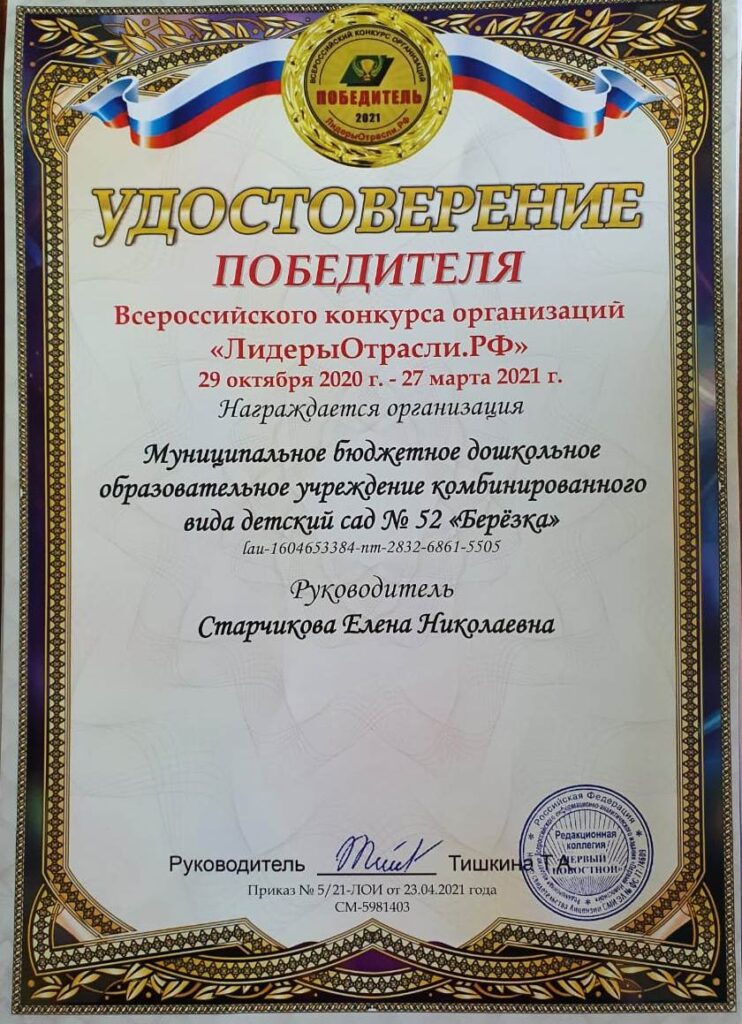 ВСЕРОССИЙСКИЙ КОНКУРС ОРГАНИЗАЦИЙ
ПОБЕДИТЕЛЬ
2021
ЛидерыОтрасли.РФ
УДОСТОВЕРЕНИЕ
ПОБЕДИТЕЛЯ
Всероссийского конкурса организаций
«ЛидерыОтрасли.РФ»
29 октября 2020 г. - 27 марта 2021 г.
Награждается организация
Муниципальное бюджетное дошкольное
образовательное учреждение комбинированного
вида детский сад № 52 «Берёзка»
lau-1604653384-nm-2832-6861-5505
Руководитель
Старчикова Елена Николаевна
Руководитель Тишкина Т.А.
Приказ № 5/21-ЛОИ от 23.04.2021 года
СМ-5981403
Российская Федерация
Редакционная
коллегия
ПЕРВЫЙ
НОВОСТНОЙ